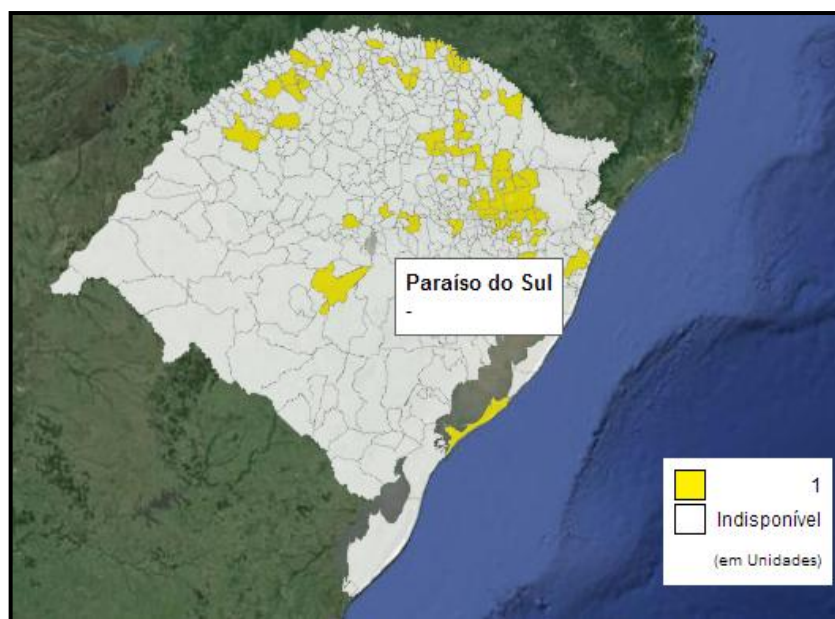 Paraíso do Sul
-
1
Indisponível
(em Unidades)